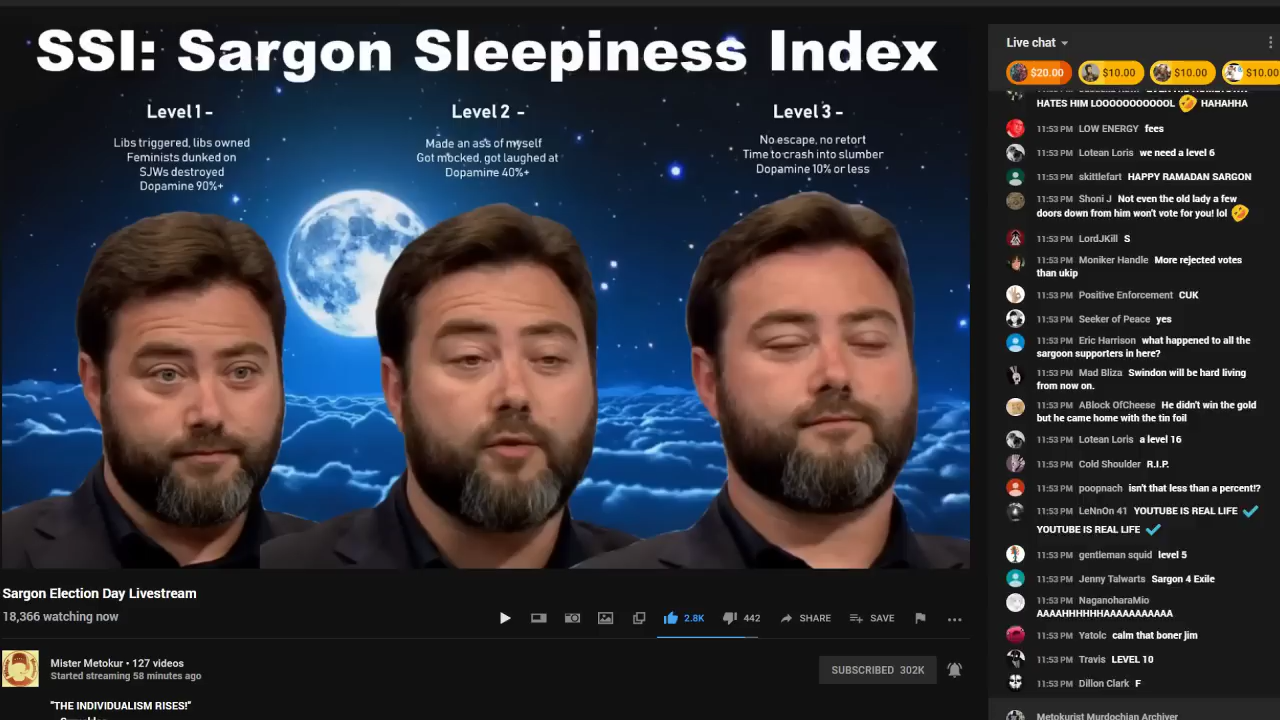 SSI: Sargon Sleepiness Index
Level 1 -
Libs triggered, libs owned
Feminists dunked on
SJWs destroyed
Dopamine 90%+
Level 2 -
Made an ass of myself
Got mocked, got laughed at
Dopamine 40%+
Level 3 -
No escape, no retort
Time to crash into slumber
Dopamine 10% or less
Sargon Election Day Livestream
18,366 watching now
2.8K
442
SHARE
SAVE
Mister Metokur • 127 videos
Started streaming 58 minutes ago
SUBSCRIBED 302K
"THE INDIVIDUALISM RISES!"
Live chat
$20.00 $10.00 $10.00 $10.00
HATES HIM LOOOOOOOOOOL 🤣 HAHAHHA
11:53 PM LOW ENERGY fees
11:53 PM Lotean Loris we need a level 6
11:53 PM skittlefart HAPPY RAMADAN SARGON
11:53 PM Shoni J Not even the old lady a few
doors down from him won't vote for you! lol 🤣
11:53 PM LordJKill S
11:53 PM Moniker Handle More rejected votes
than ukip
11:53 PM Positive Enforcement CUK
11:53 PM Seeker of Peace yes
11:53 PM Eric Harrison what happened to all the
sargoon supporters in here?
11:53 PM Mad Bliza Swindon will be hard living
from now on.
11:53 PM ABlock OfCheese He didn't win the gold
but he came home with the tin foil
11:53 PM Lotean Loris a level 16
11:53 PM Cold Shoulder R.I.P.
11:53 PM poopnach isn't that less than a percent!?
11:53 PM LeNnOn 41 YOUTUBE IS REAL LIFE ✔
YOUTUBE IS REAL LIFE ✔
11:53 PM gentleman squid level 5
11:53 PM Jenny Talwarts Sargon 4 Exile
11:53 PM NaganoharaMio
AAAAHHHHHHAAAAAAAAAAA
11:53 PM Yatolc calm that boner jim
11:53 PM Travis LEVEL 10
11:53 PM Dillon Clark F
Metokurist Murdochian Archiver